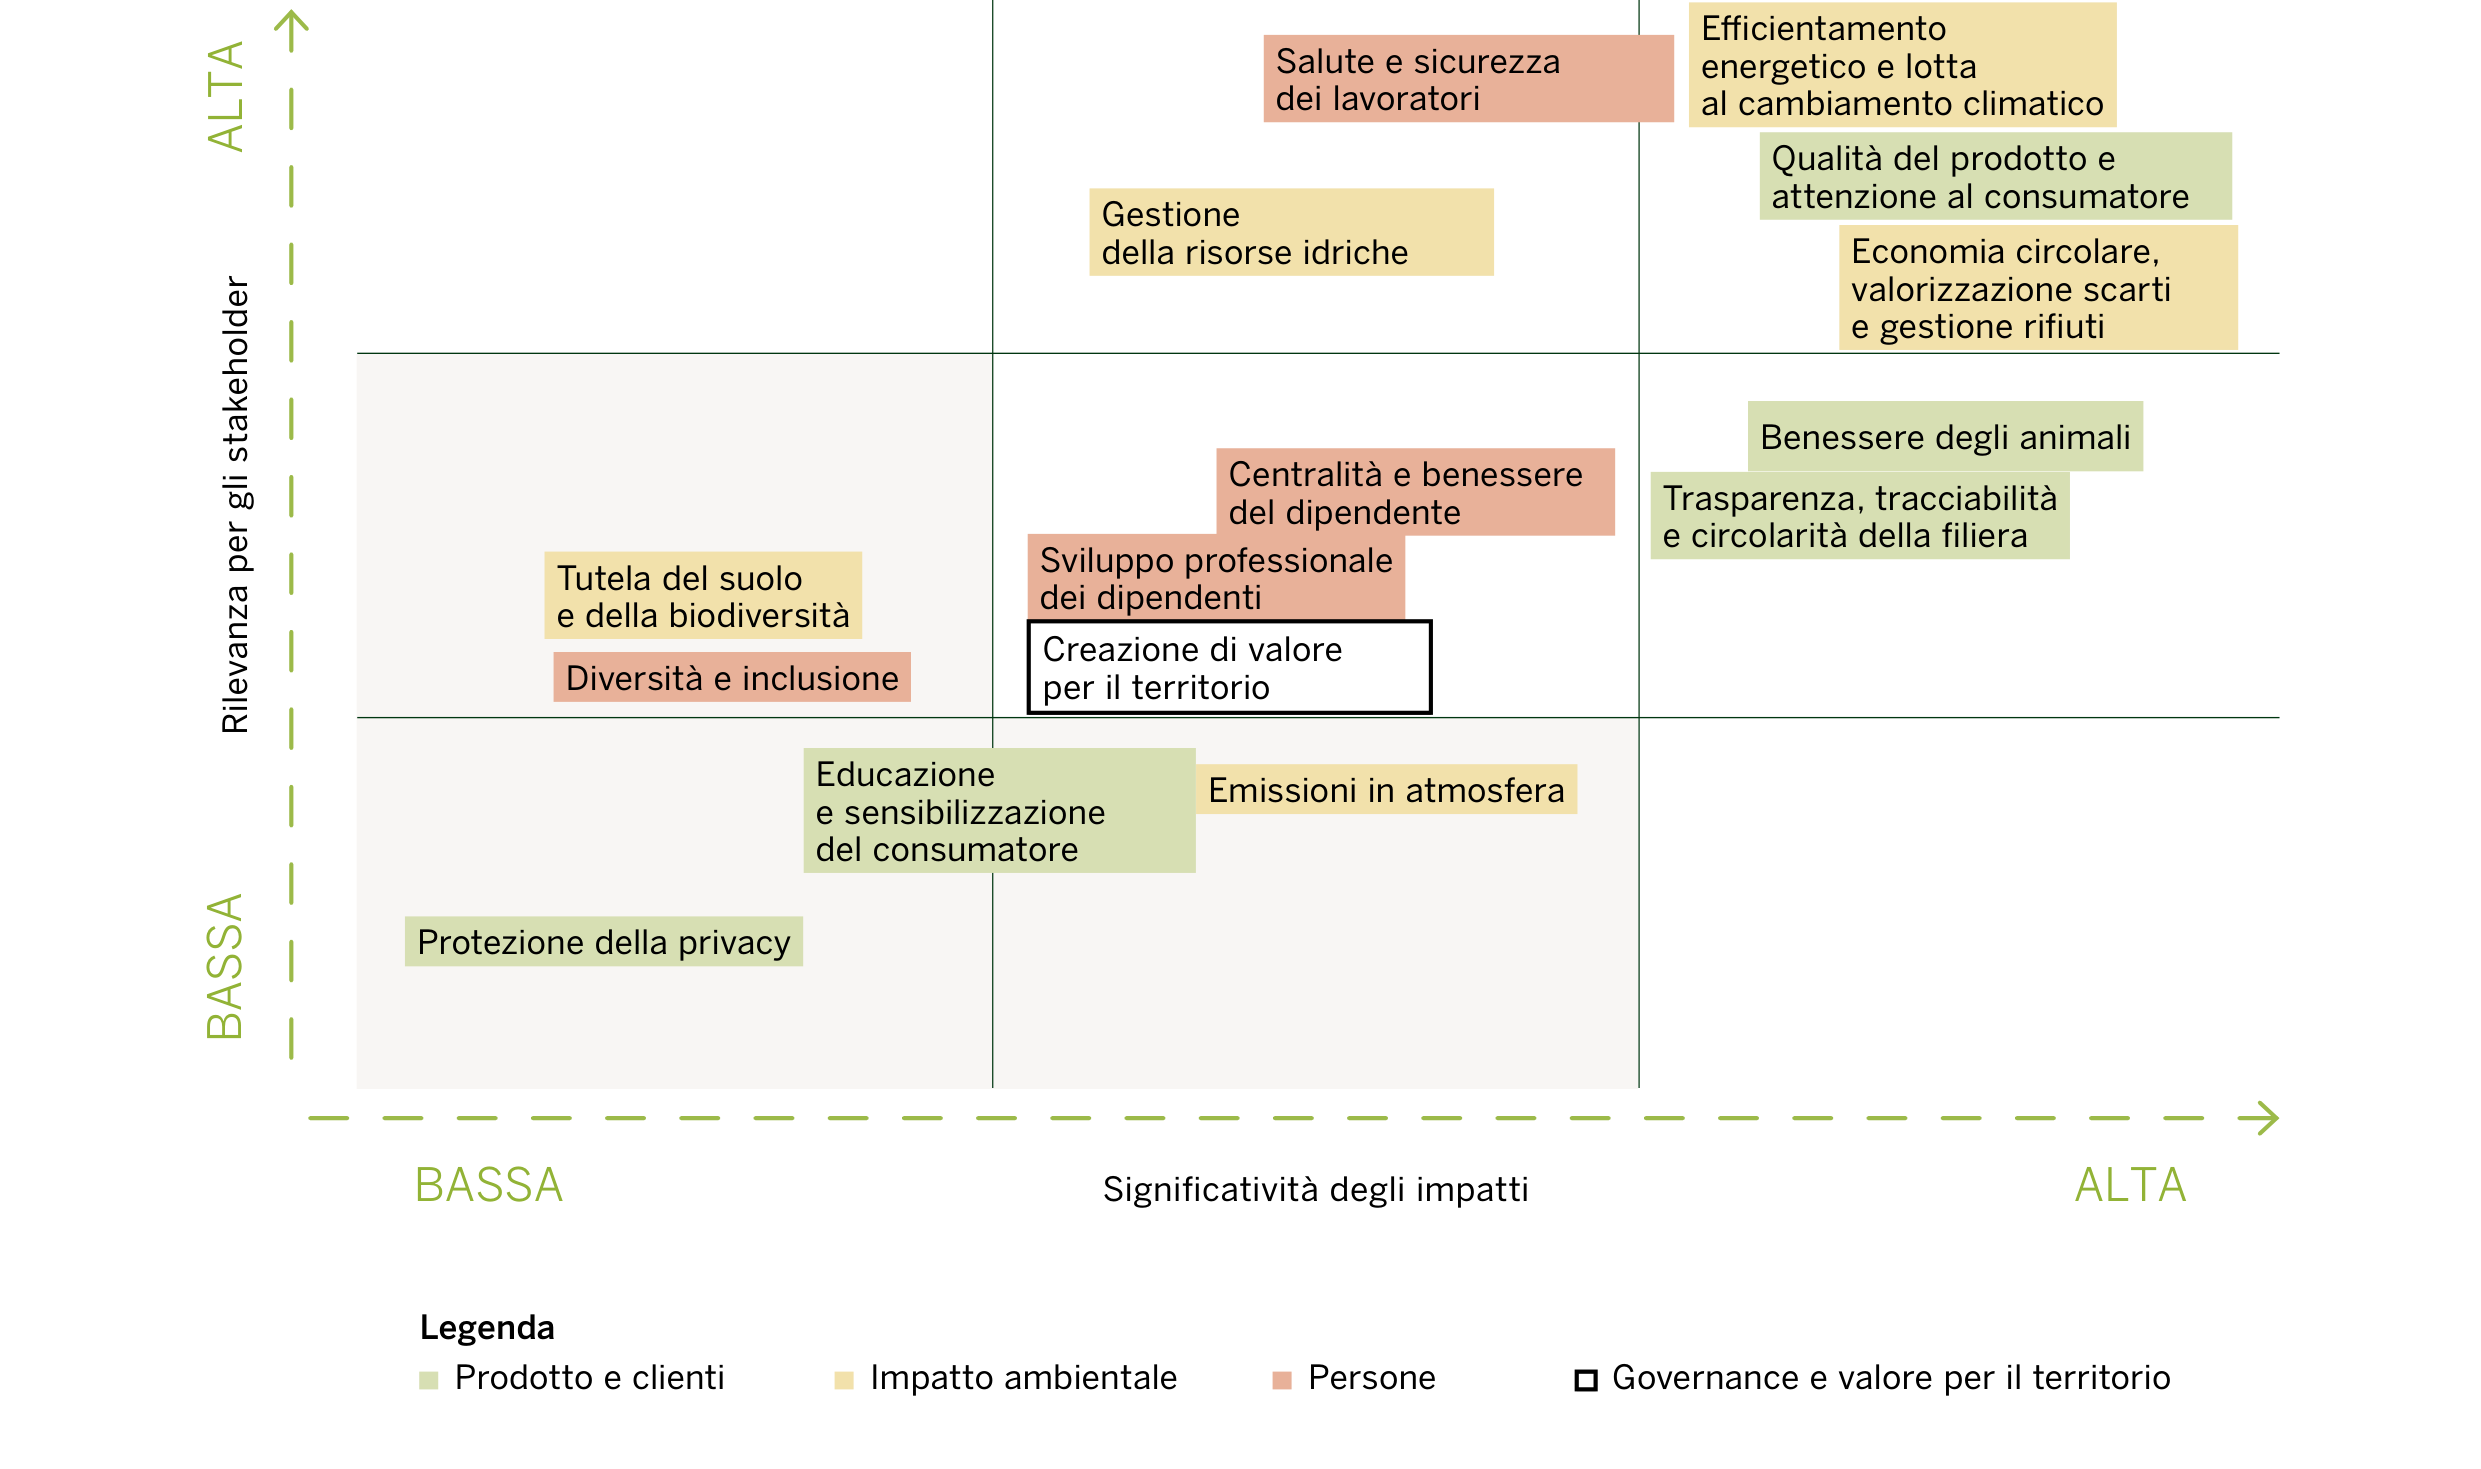 ALTA
Rilevanza per gli stakeholder
BASSA
Salute e sicurezza
dei lavoratori
Efficientamento
energetico e lotta
al cambiamento climatico
Qualità del prodotto e
attenzione al consumatore
Gestione
della risorse idriche
Economia circolare,
valorizzazione scarti
e gestione rifiuti
Benessere degli animali
Centralità e benessere
del dipendente
Trasparenza, tracciabilità
e circolarità della filiera
Sviluppo professionale
dei dipendenti
Tutela del suolo
e della biodiversità
Creazione di valore
per il territorio
Diversità e inclusione
Educazione
e sensibilizzazione
del consumatore
Emissioni in atmosfera
Protezione della privacy
BASSA
Significatività degli impatti
ALTA
Legenda
Prodotto e clienti
Impatto ambientale
Persone
Governance e valore per il territorio